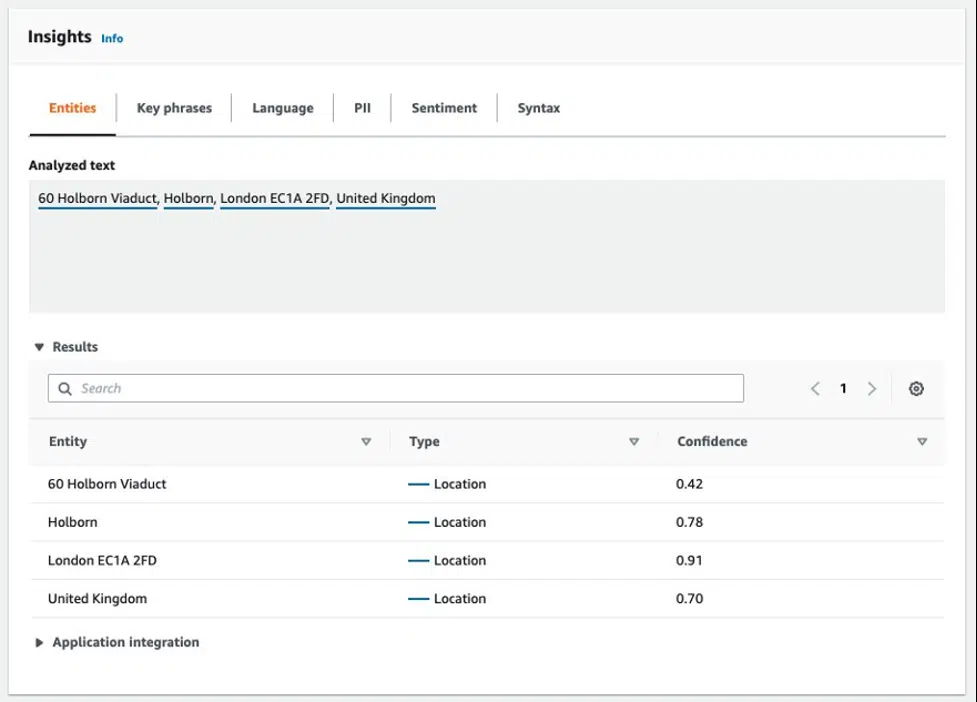 Insights Info
Entities Key phrases Language PII Sentiment Syntax
Analyzed text
60 Holborn Viaduct, Holborn, London EC1A 2FD, United Kingdom
Results
Search 1
Entity Type Confidence
60 Holborn Viaduct Location 0.42
Holborn Location 0.78
London EC1A 2FD Location 0.91
United Kingdom Location 0.70
Application integration